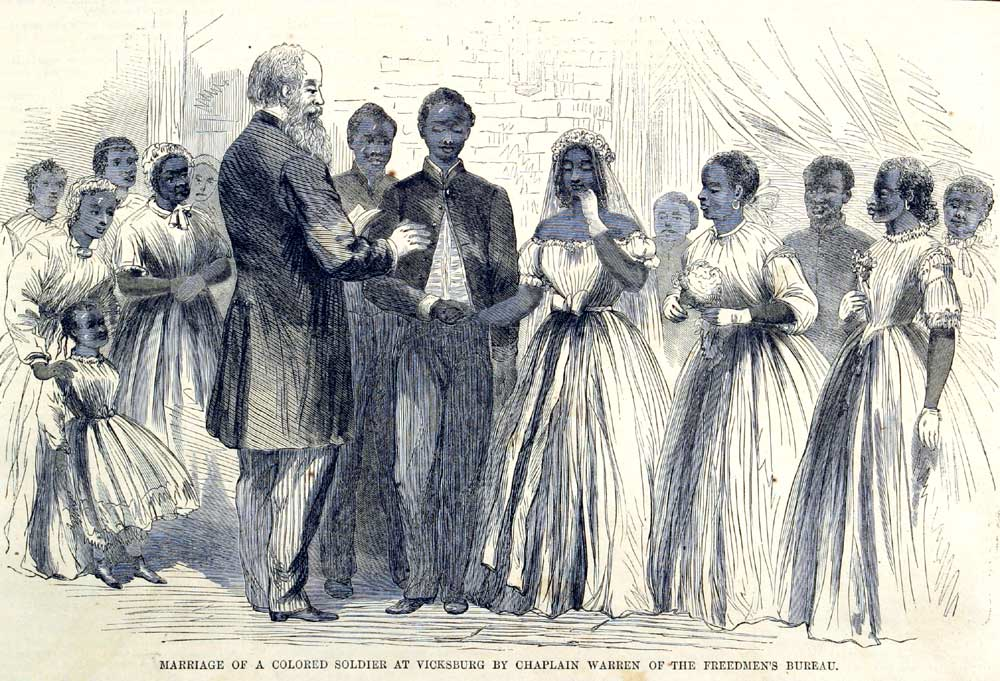 MARRIAGE OF A COLORED SOLDIER AT VICKSBURG BY CHAPLAIN WARREN OF THE FREEDMEN'S BUREAU.